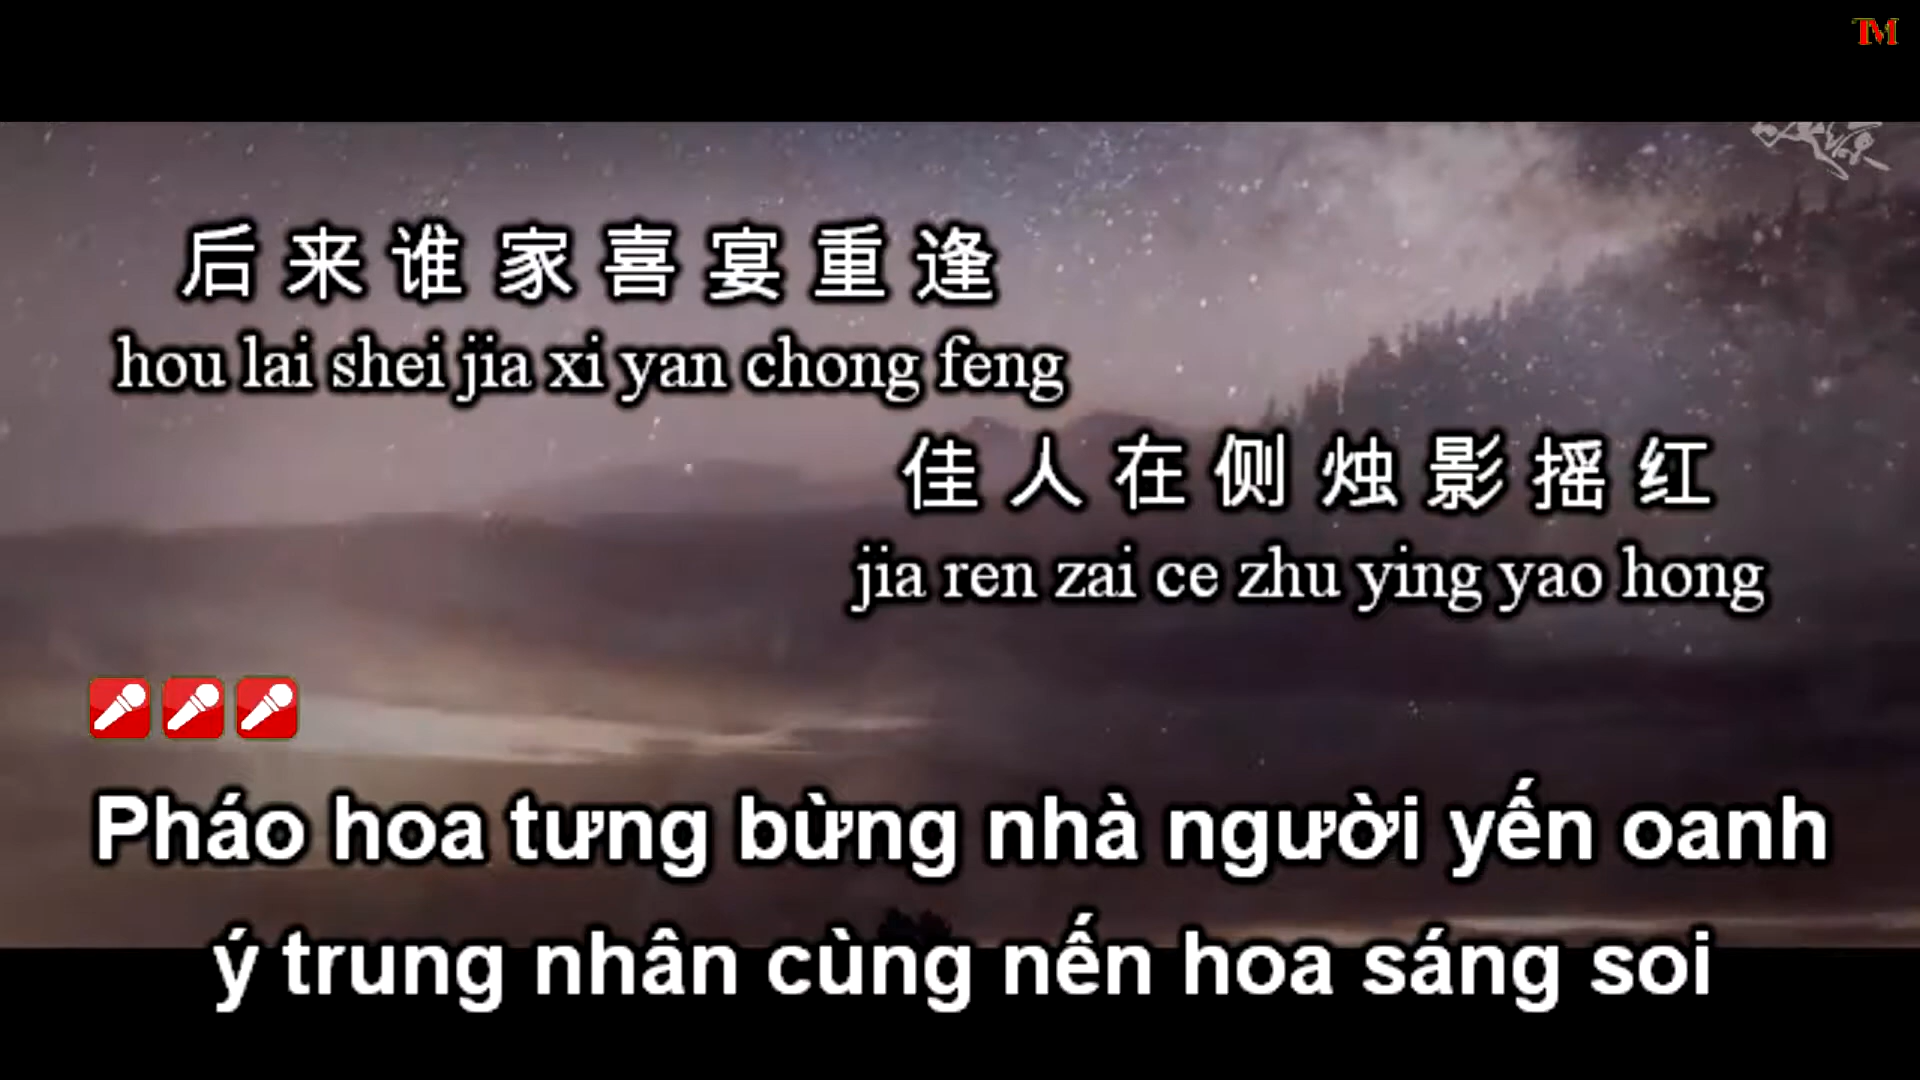 TM
后来谁家喜宴重逢
hou lai shei jia xi yan chong feng
佳人在侧烛影摇红
jia ren zai ce zhu ying yao hong
Pháo hoa tưng bừng nhà người yến oanh
ý trung nhân cùng nến hoa sáng soi